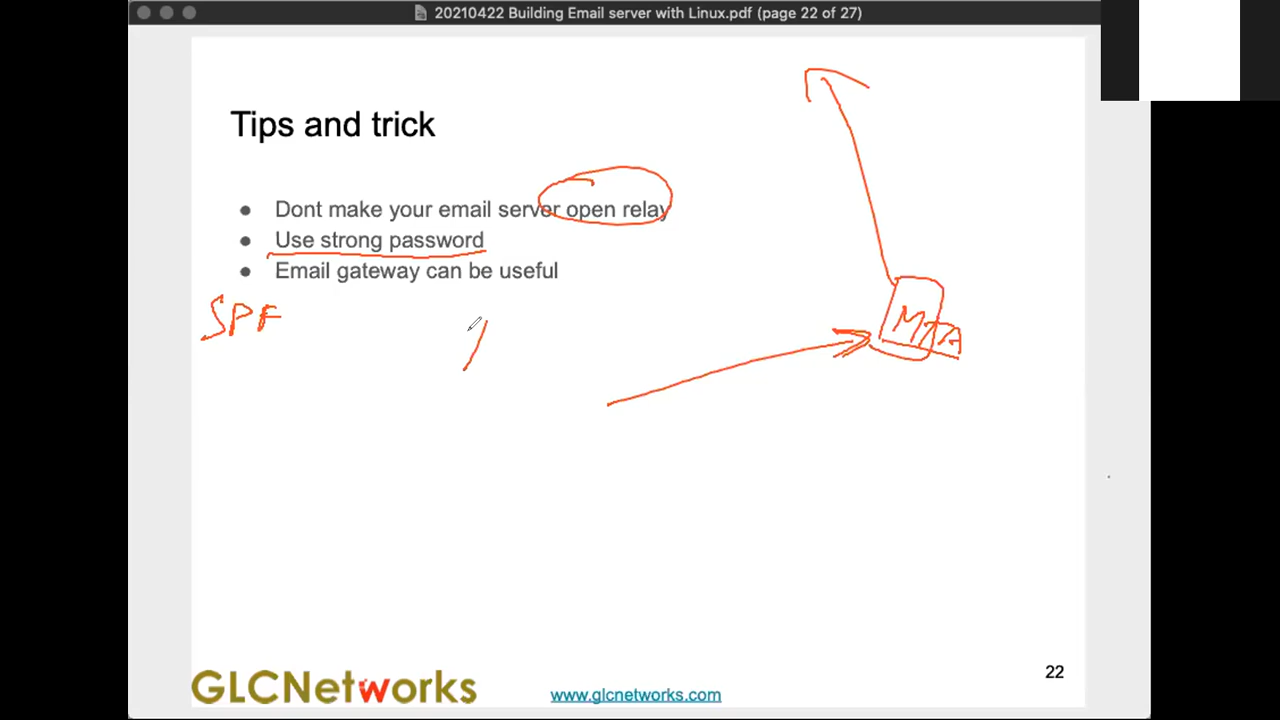 20210422 Building Email server with Linux.pdf (page 22 of 27)
Tips and trick
● Dont make your email server open relay
● Use strong password
● Email gateway can be useful
SPF
MTA
22
GLCNetworks
www.glcnetworks.com